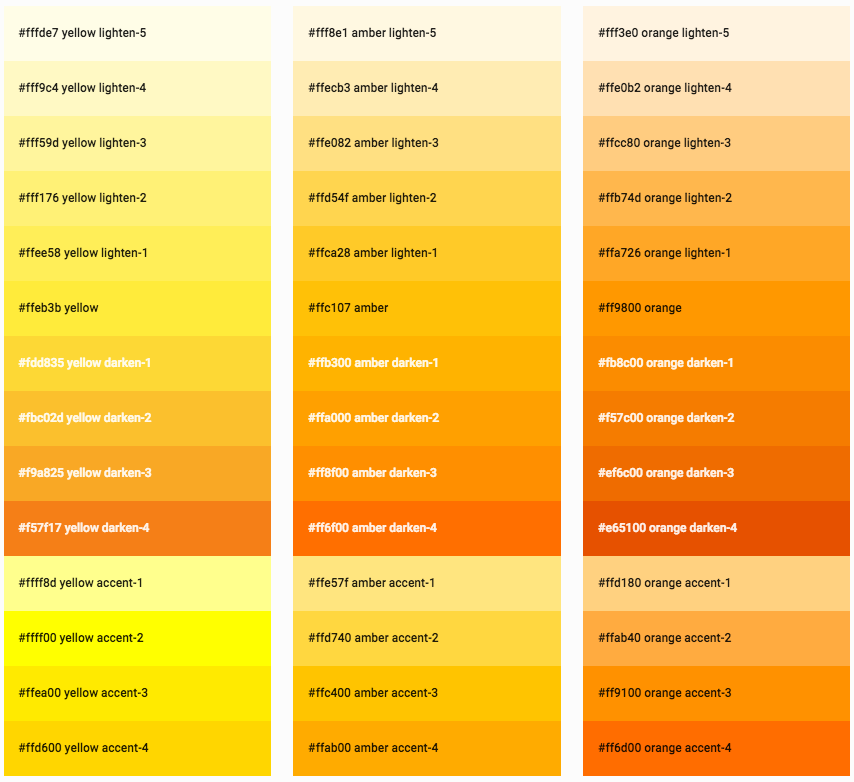 #fffde7 yellow lighten-5
#fff9c4 yellow lighten-4
#fff59d yellow lighten-3
#fff176 yellow lighten-2
#ffee58 yellow lighten-1
#ffeb3b yellow
#fdd835 yellow darken-1
#fbc02d yellow darken-2
#f9a825 yellow darken-3
#f57f17 yellow darken-4
#ffff8d yellow accent-1
#ffff00 yellow accent-2
#ffea00 yellow accent-3
#ffd600 yellow accent-4
#fff8e1 amber lighten-5
#ffecb3 amber lighten-4
#ffe082 amber lighten-3
#ffd54f amber lighten-2
#ffca28 amber lighten-1
#ffc107 amber
#ffb300 amber darken-1
#ffa000 amber darken-2
#ff8f00 amber darken-3
#ff6f00 amber darken-4
#ffe57f amber accent-1
#ffd740 amber accent-2
#ffc400 amber accent-3
#ffab00 amber accent-4
#fff3e0 orange lighten-5
#ffe0b2 orange lighten-4
#ffcc80 orange lighten-3
#ffb74d orange lighten-2
#ffa726 orange lighten-1
#ff9800 orange
#fb8c00 orange darken-1
#f57c00 orange darken-2
#ef6c00 orange darken-3
#e65100 orange darken-4
#ffd180 orange accent-1
#ffab40 orange accent-2
#ff9100 orange accent-3
#ff6d00 orange accent-4